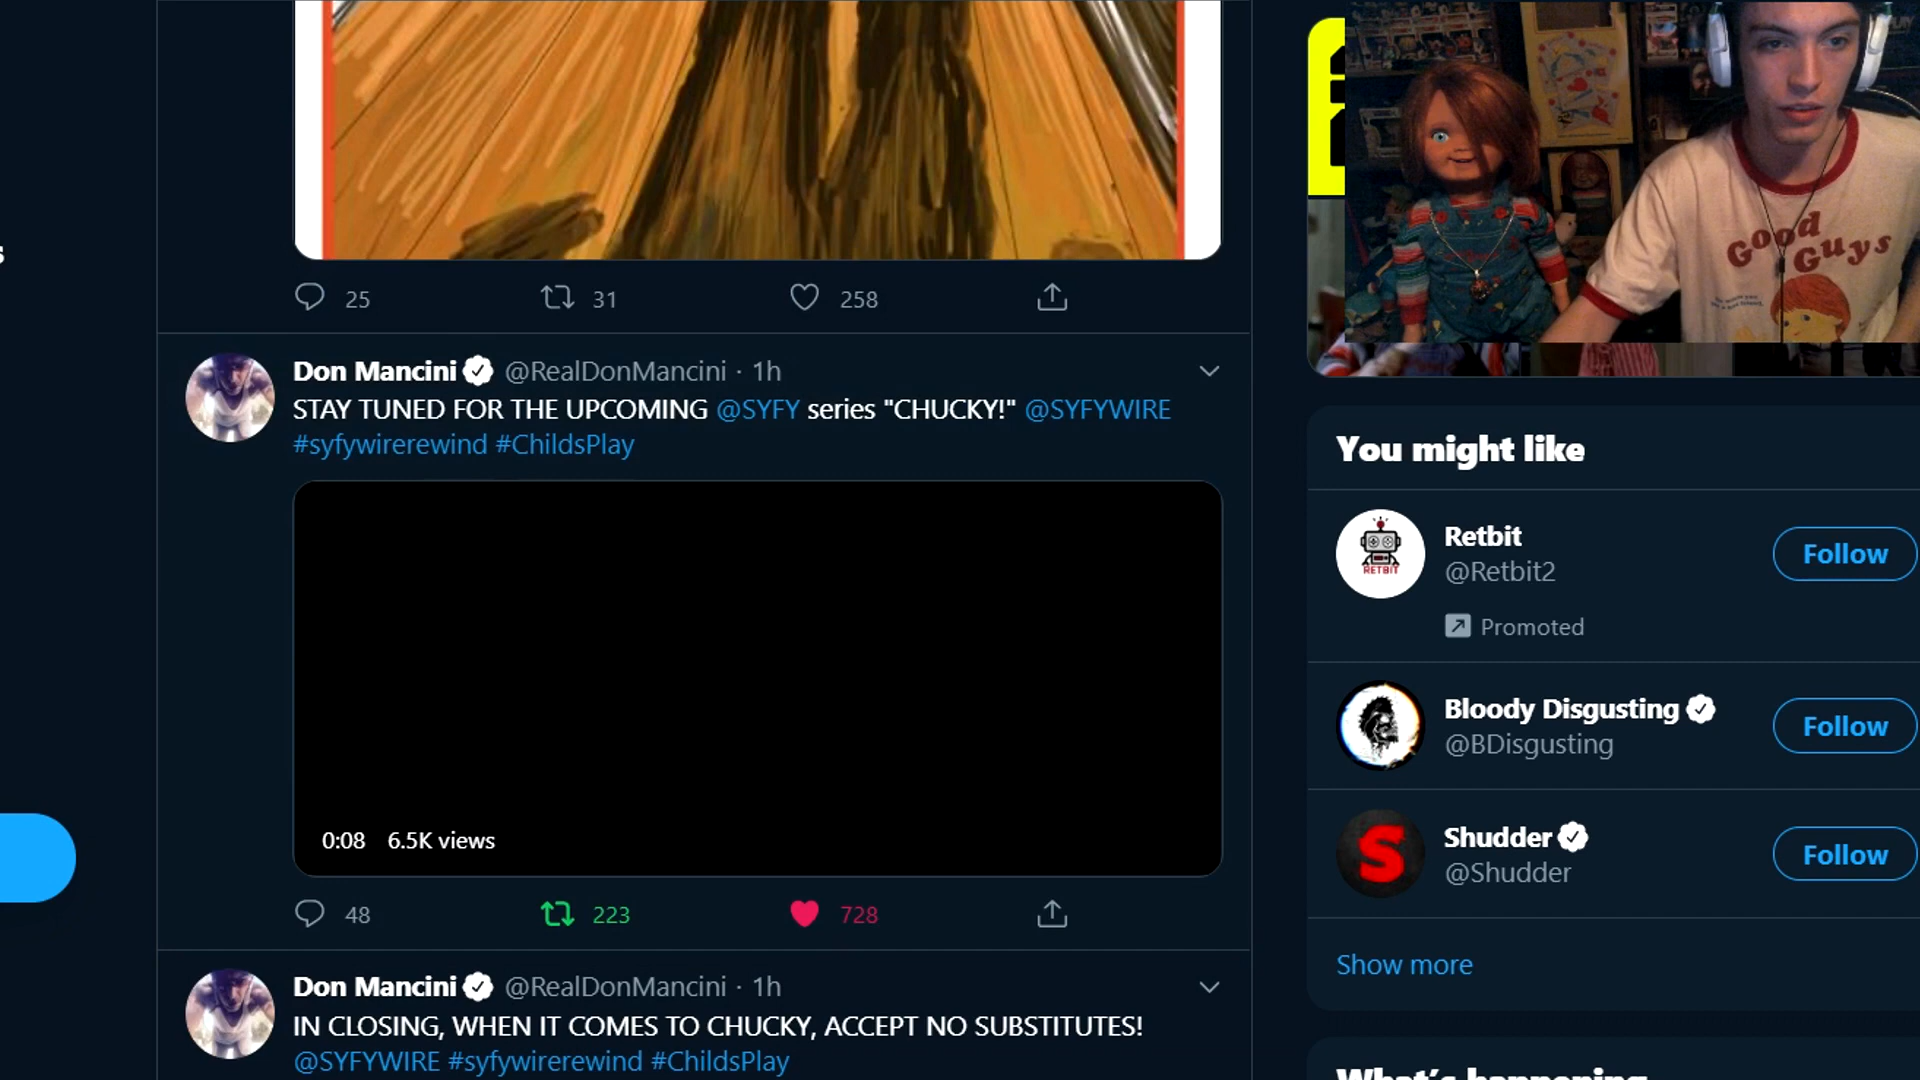 25 31 258
Don Mancini @RealDonMancini · 1h
STAY TUNED FOR THE UPCOMING @SYFY series "CHUCKY!" @SYFYWIRE
#syfywirerewind #ChildsPlay
0:08 6.5K views
48 223 728
Don Mancini @RealDonMancini · 1h
IN CLOSING, WHEN IT COMES TO CHUCKY, ACCEPT NO SUBSTITUTES!
@SYFYWIRE #syfywirerewind #ChildsPlay
s
Good
Guys
You might like
RETBIT
Retbit
@Retbit2
Follow
Promoted
Bloody Disgusting
@BDisgusting
Follow
S
Shudder
@Shudder
Follow
Show more
What's happening